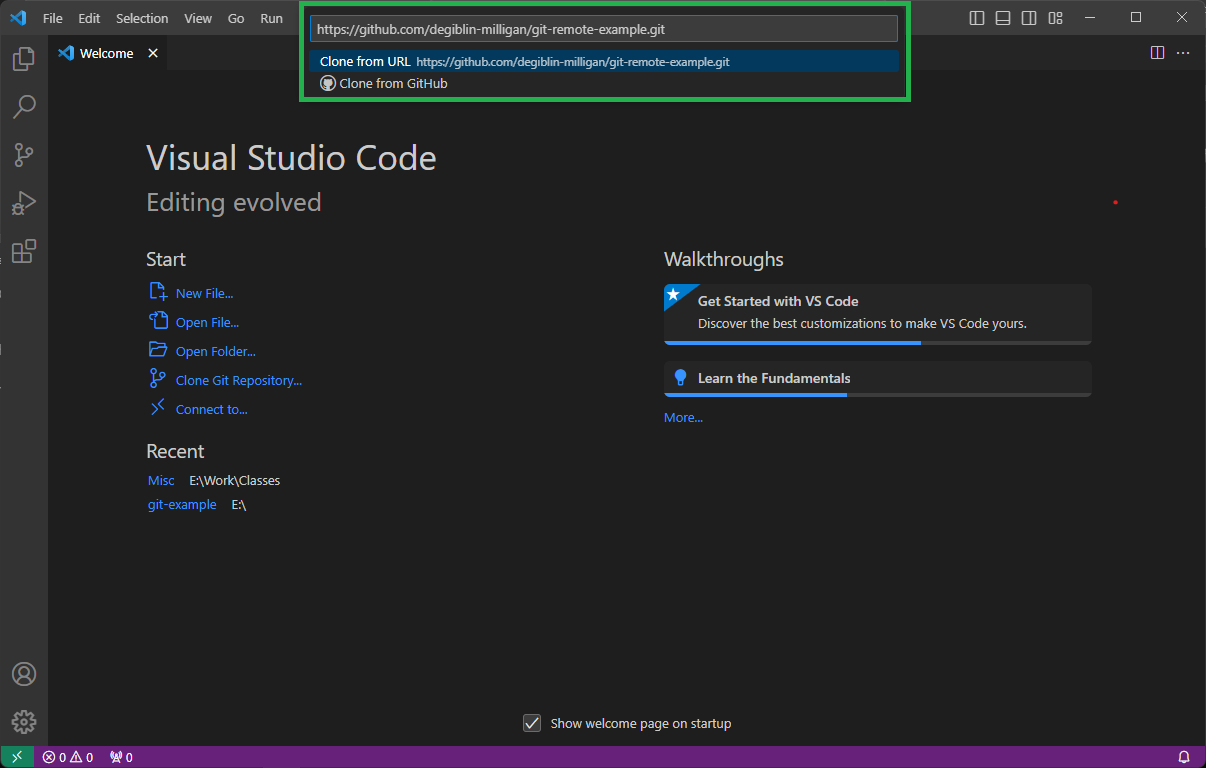 File Edit Selection View Go Run
https://github.com/degiblin-milligan/git-remote-example.git
Clone from URL https://github.com/degiblin-milligan/git-remote-example.git
Clone from GitHub
Welcome
Visual Studio Code
Editing evolved
Start
New File...
Open File...
Open Folder...
Clone Git Repository...
Connect to...
Recent
Misc E:\Work\Classes
git-example E:\
Walkthroughs
Get Started with VS Code
Discover the best customizations to make VS Code yours.
Learn the Fundamentals
More...
Show welcome page on startup
0 0 0